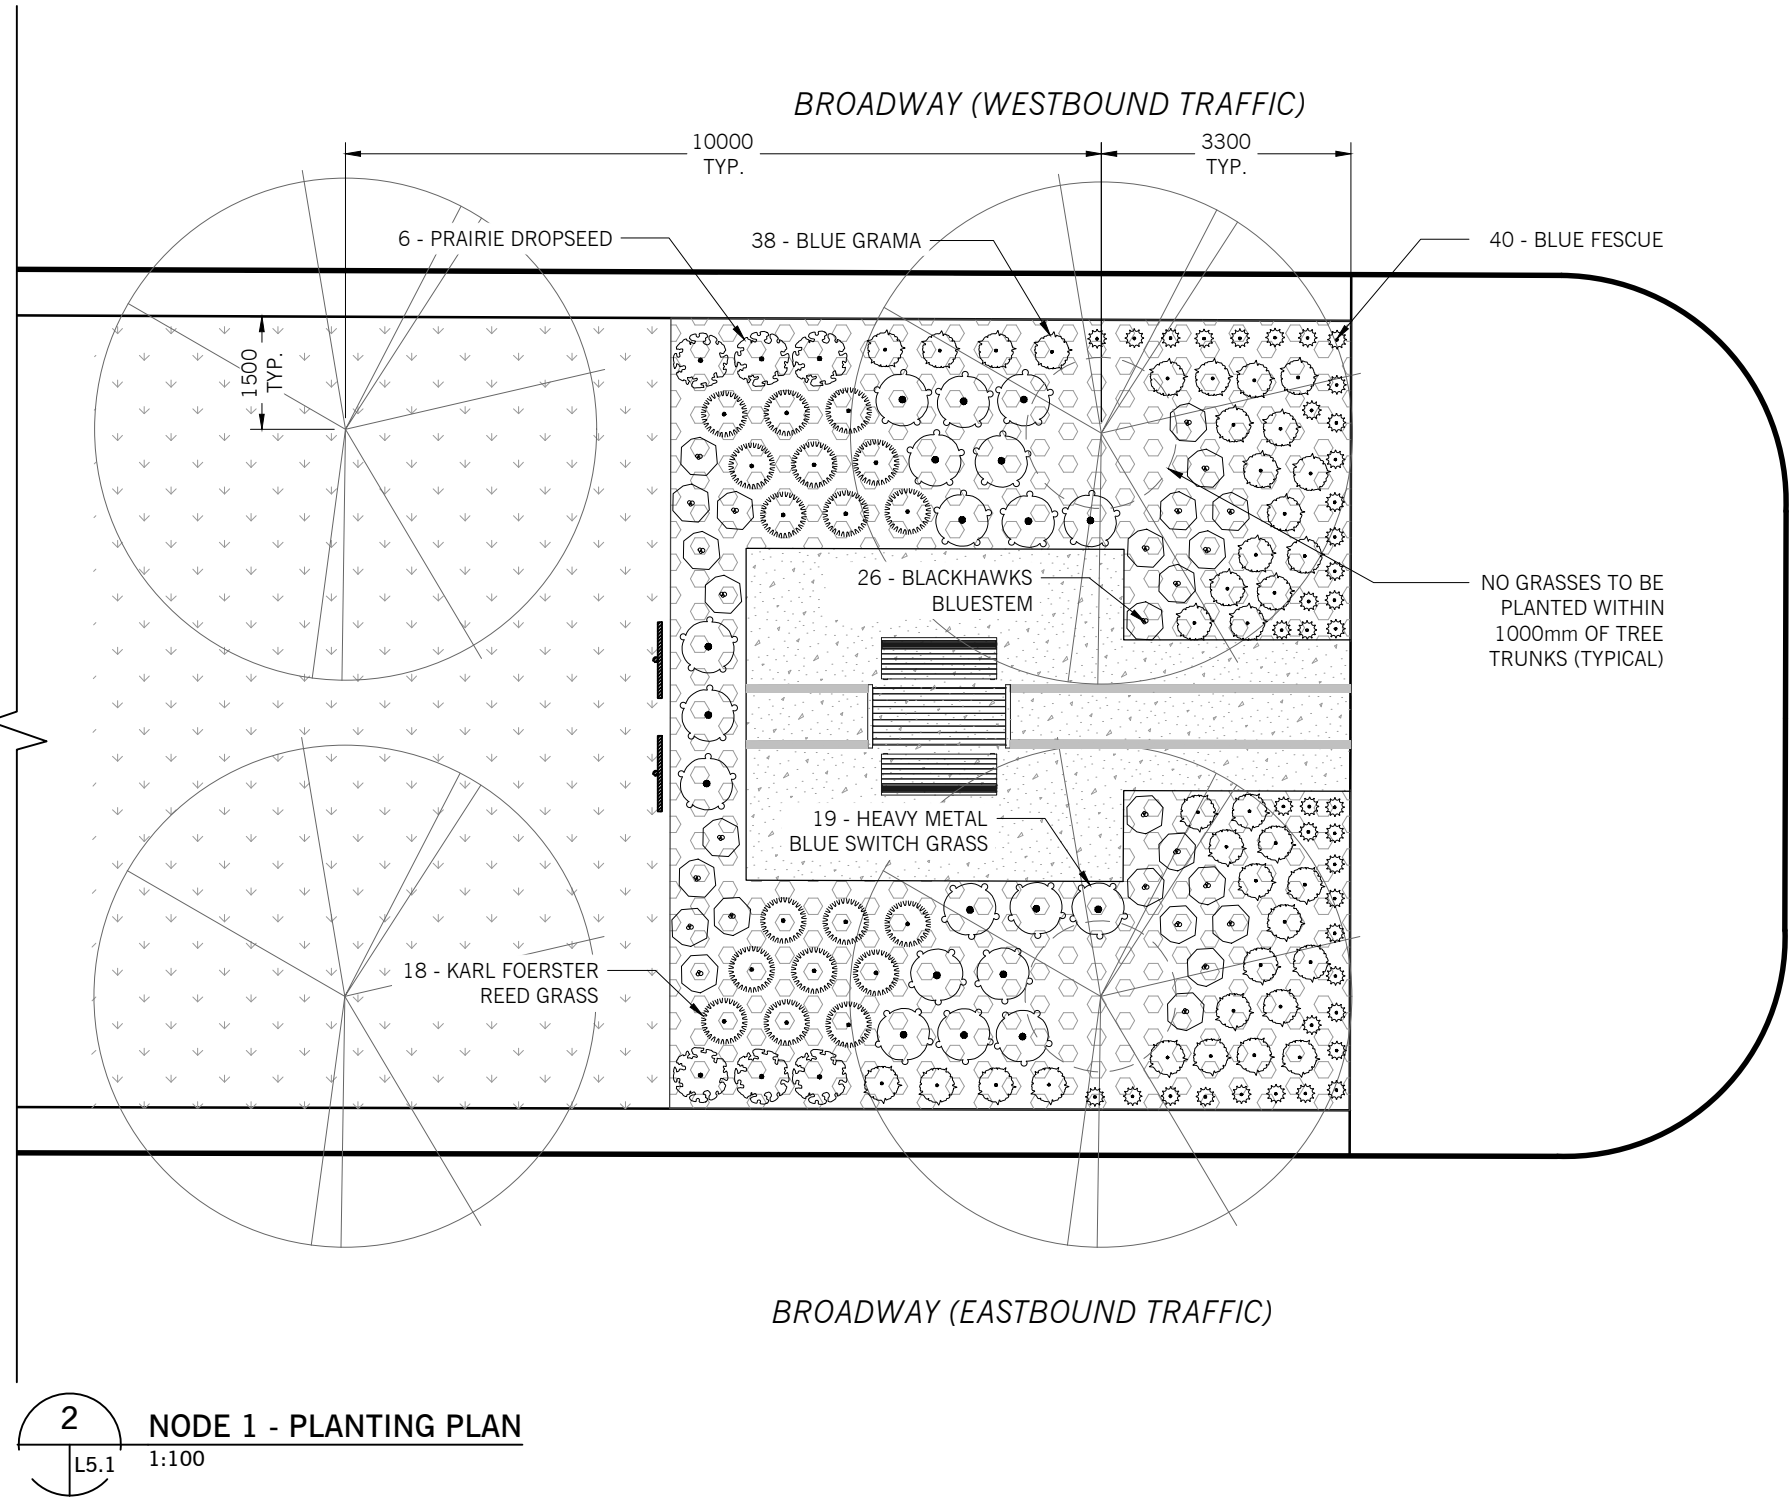 BROADWAY (WESTBOUND TRAFFIC)
10000
TYP.
3300
TYP.
6 - PRAIRIE DROPSEED
38 - BLUE GRAMA
40 - BLUE FESCUE
1500
TYP.
26 - BLACKHAWKS
BLUESTEM
NO GRASSES TO BE
PLANTED WITHIN
1000mm OF TREE
TRUNKS (TYPICAL)
19 - HEAVY METAL
BLUE SWITCH GRASS
18 - KARL FOERSTER
REED GRASS
BROADWAY (EASTBOUND TRAFFIC)
2
L5.1
NODE 1 - PLANTING PLAN
1:100